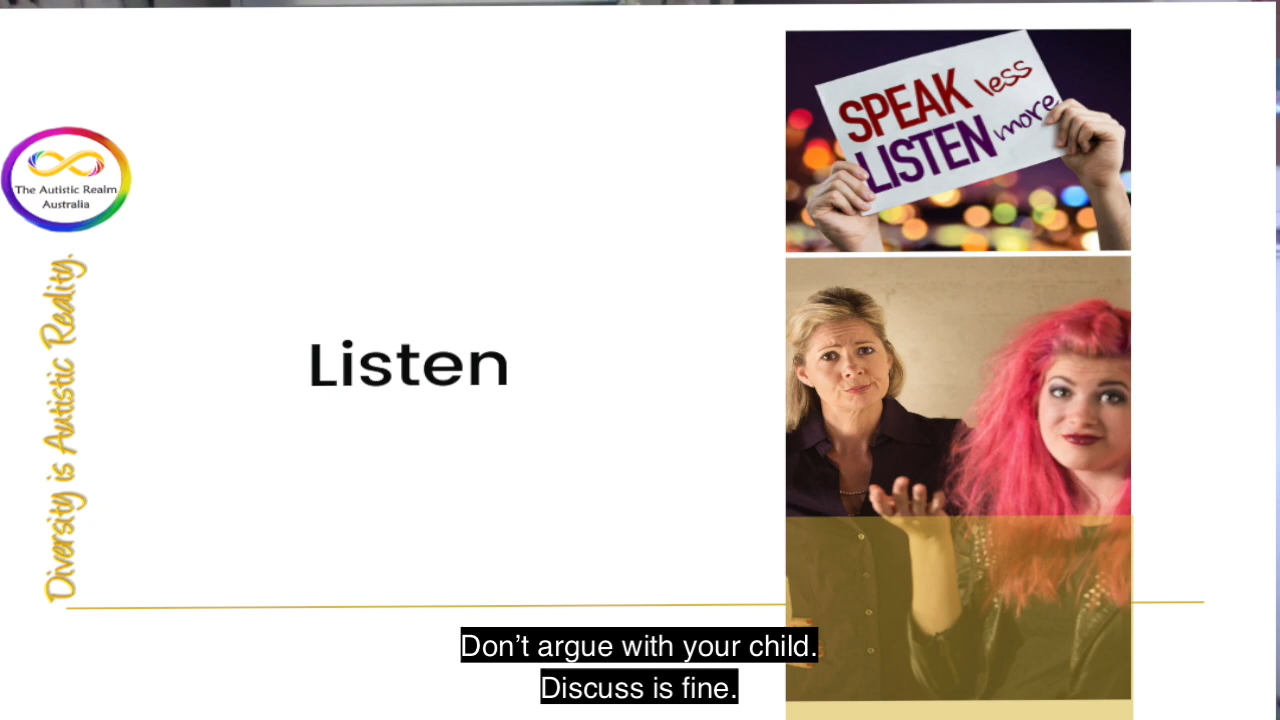 SPEAK less
LISTEN more
The Autistic Realm
Australia
Diversity is Autistic Reality.
Listen
Don’t argue with your child.
Discuss is fine.